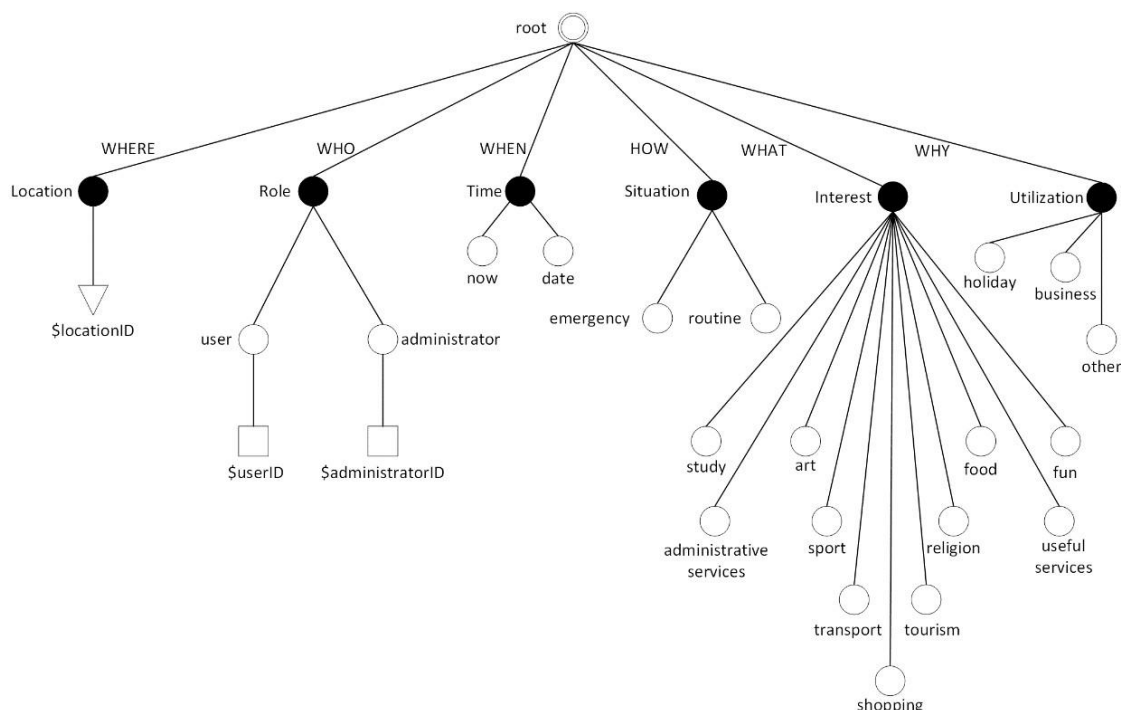 root
WHERE
WHO
WHEN
HOW
WHAT
WHY
Location
Role
Time
Situation
Interest
Utilization
now
date
holiday
business
$locationID
emergency
routine
user
administrator
other
$userID
$administratorID
study
art
food
fun
administrative
services
sport
religion
useful
services
transport
tourism
shopping